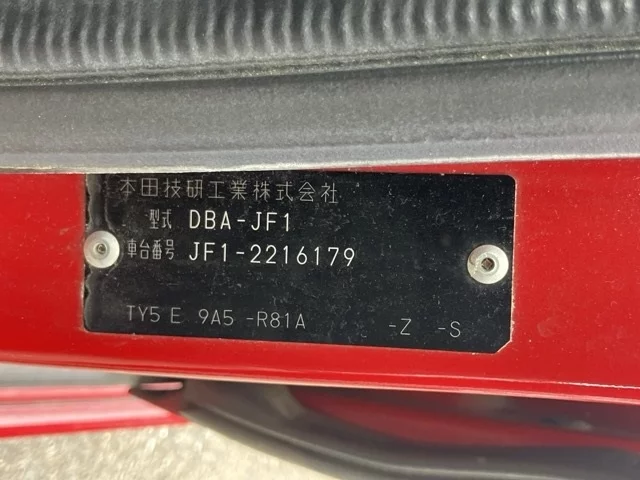 本田技研工業株式会社
型式 DBA-JF1
車台番号 JF1-2216179
TY5 E 9A5 -R81A -Z -S